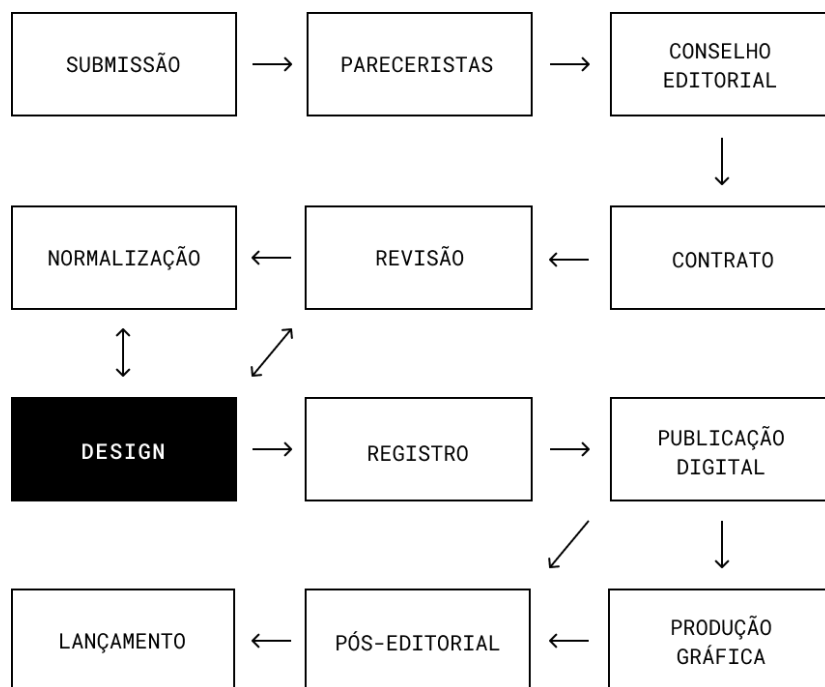 SUBMISSÃO
PARECERISTAS
CONSELHO
EDITORIAL
NORMALIZAÇÃO
REVISÃO
CONTRATO
DESIGN
REGISTRO
PUBLICAÇÃO
DIGITAL
LANÇAMENTO
PÓS-EDITORIAL
PRODUÇÃO
GRÁFICA